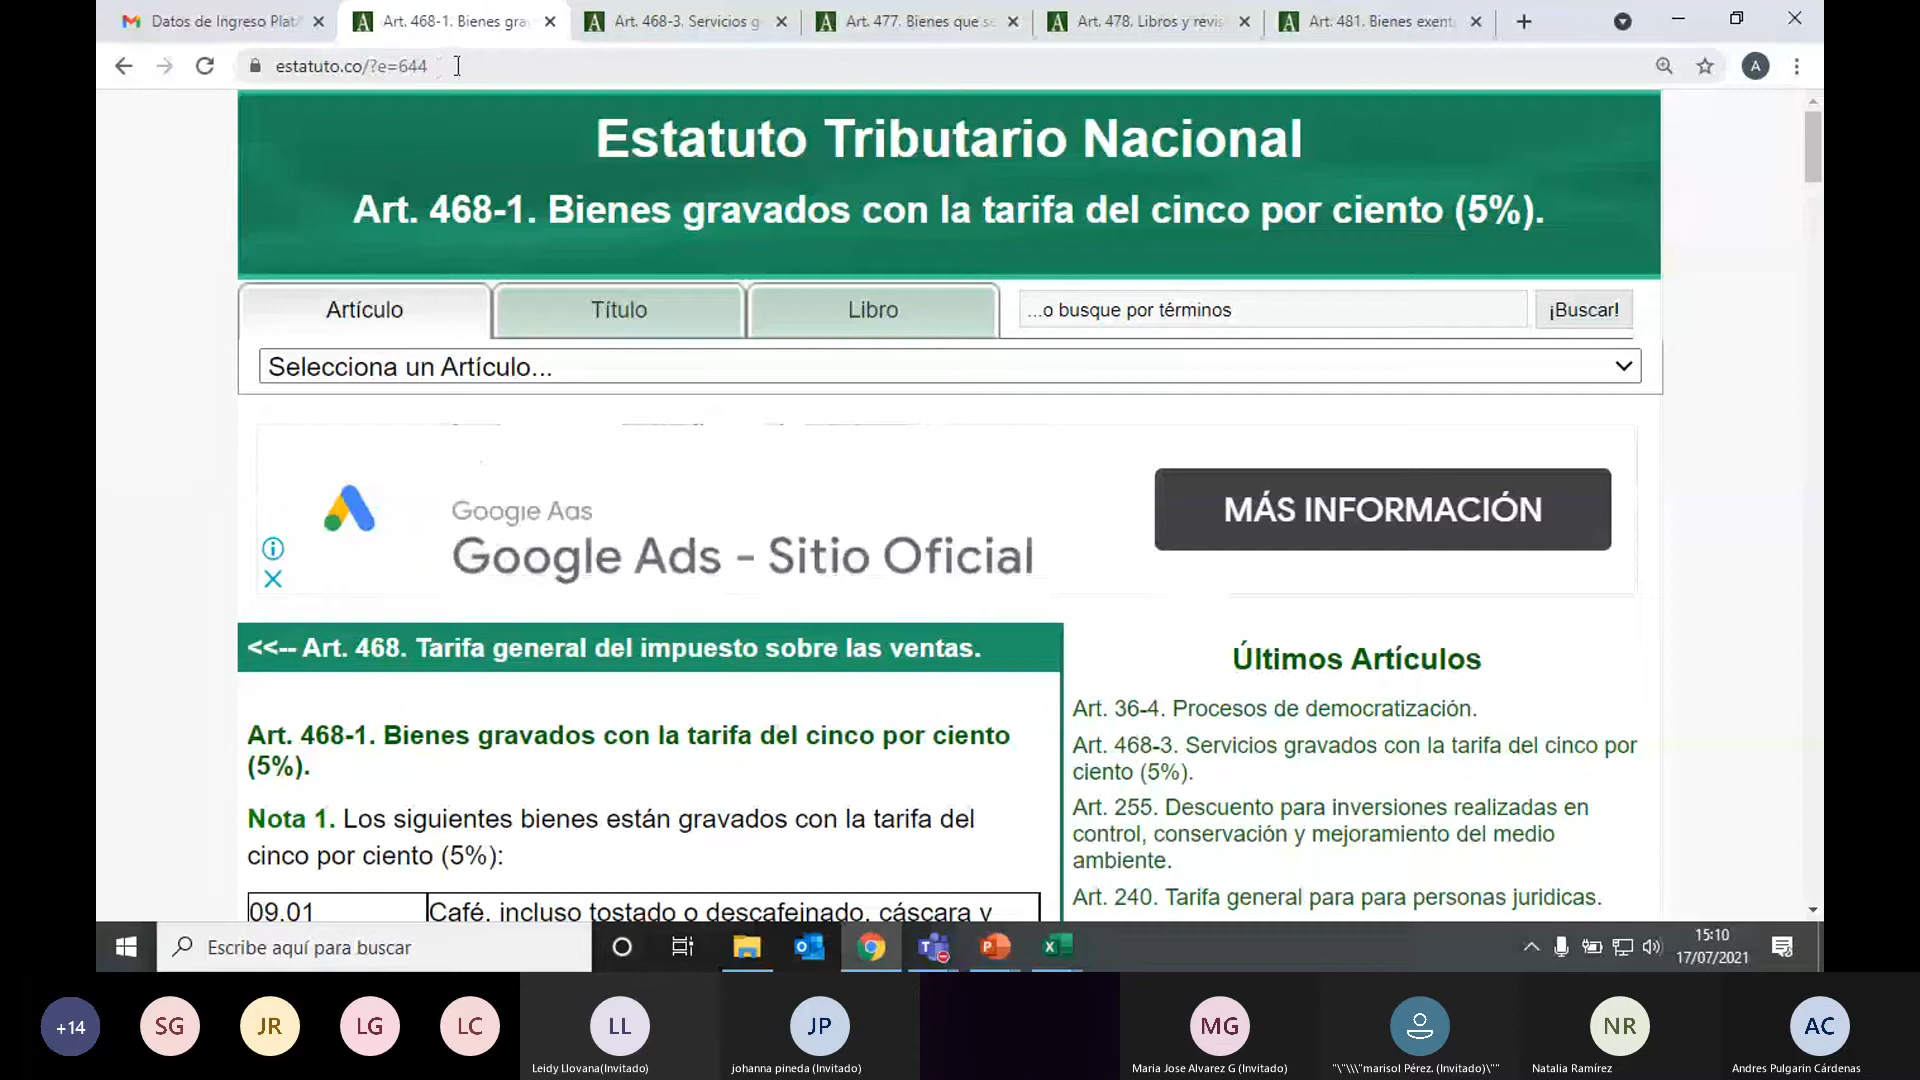 Datos de Ingreso Plat
Art. 468-1. Bienes gra
Art. 468-3. Servicios g
Art. 477. Bienes que s
Art. 478. Libros y revis
Art. 481. Bienes exent
estatuto.co/?e=644
A
Estatuto Tributario Nacional
Art. 468-1. Bienes gravados con la tarifa del cinco por ciento (5%).
Artículo
Título
Libro
...o busque por términos
¡Buscar!
Selecciona un Artículo...
Google Ads
Google Ads - Sitio Oficial
MÁS INFORMACIÓN
<<-- Art. 468. Tarifa general del impuesto sobre las ventas.
Art. 468-1. Bienes gravados con la tarifa del cinco por ciento
(5%).
Nota 1. Los siguientes bienes están gravados con la tarifa del
cinco por ciento (5%):
09.01
Café, incluso tostado o descafeinado, cáscara y
Últimos Artículos
Art. 36-4. Procesos de democratización.
Art. 468-3. Servicios gravados con la tarifa del cinco por
ciento (5%).
Art. 255. Descuento para inversiones realizadas en
control, conservación y mejoramiento del medio
ambiente.
Art. 240. Tarifa general para para personas juridicas.
Escribe aquí para buscar
15:10
17/07/2021
+14
SG
JR
LG
LC
LL
Leidy Llovana(Invitado)
JP
johanna pineda (Invitado)
MG
Maria Jose Alvarez G (Invitado)
"\"\\\"marisol Pérez. (Invitado)\""
NR
Natalia Ramírez
AC
Andres Pulgarin Cárdenas